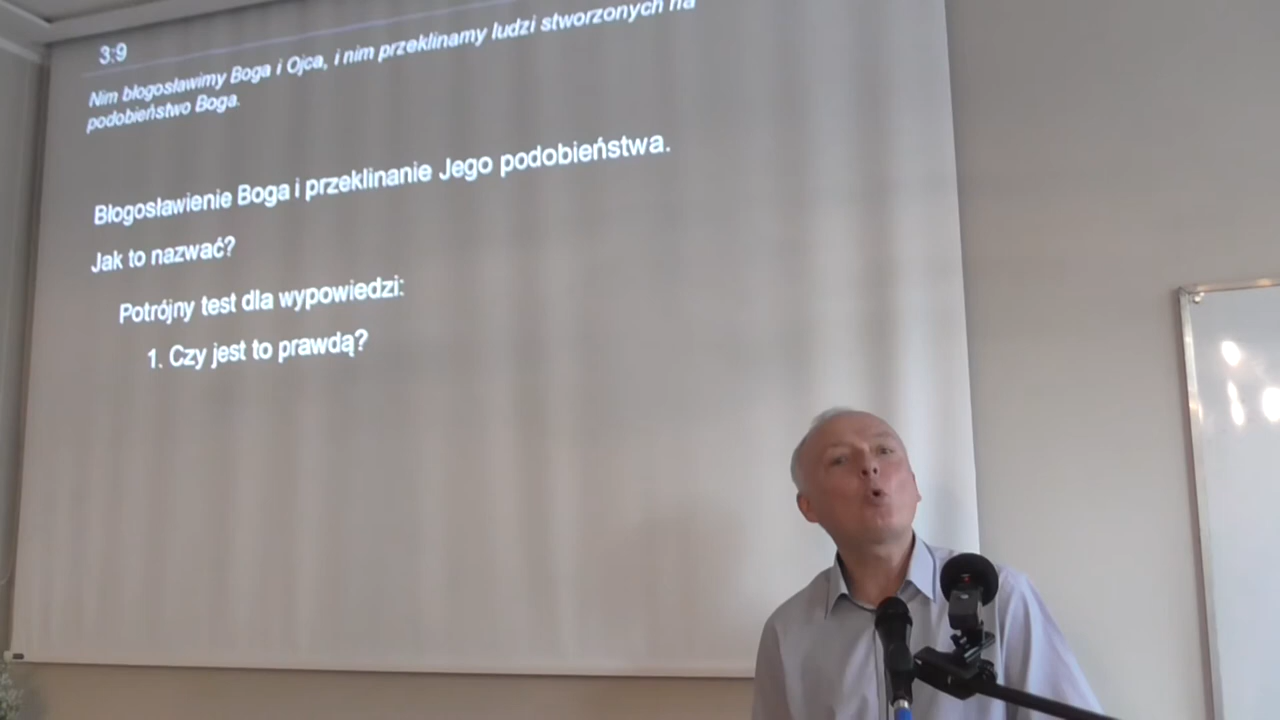 3:9
Nim błogosławimy Boga i Ojca, i nim przeklinamy ludzi stworzonych na
podobieństwo Boga.
Błogosławienie Boga i przeklinanie Jego podobieństwa.
Jak to nazwać?
Potrójny test dla wypowiedzi:
1. Czy jest to prawdą?